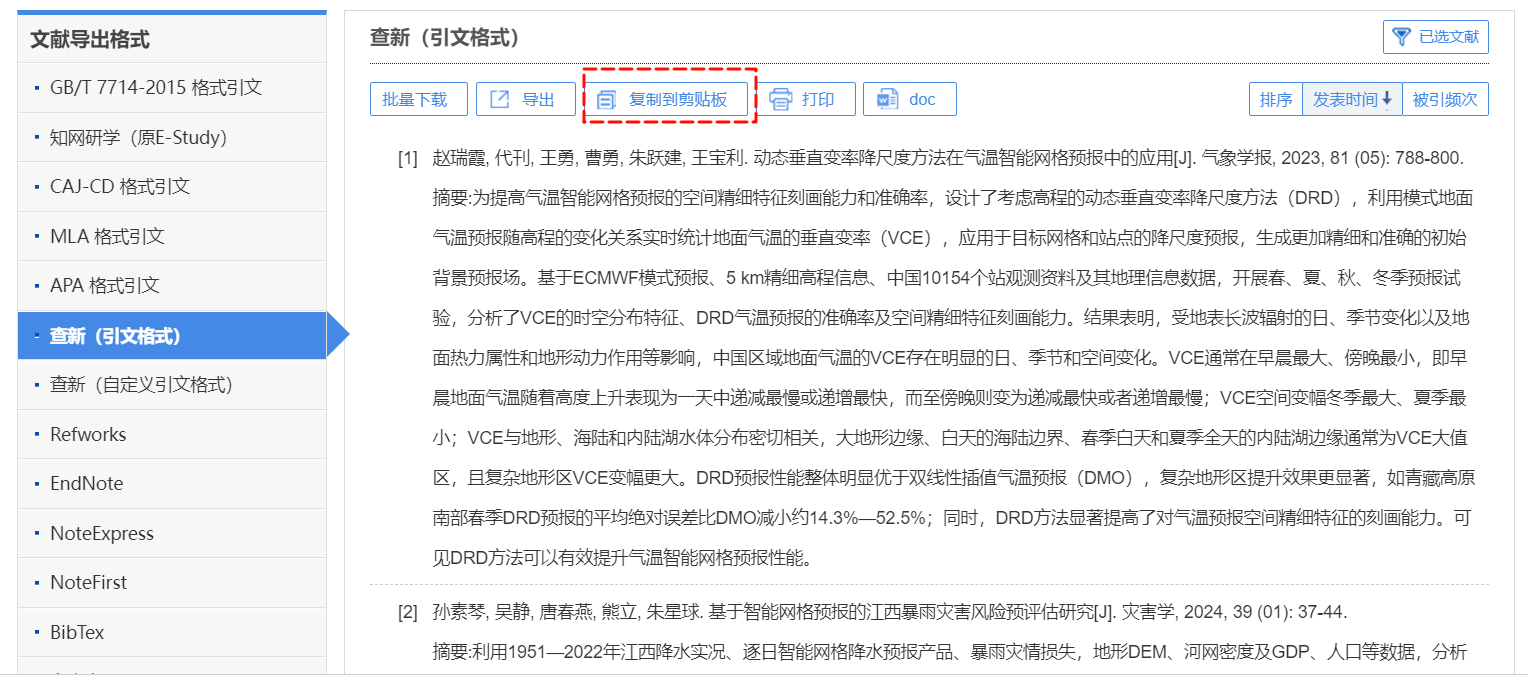 文献导出格式
GB/T 7714-2015 格式引文
知网研学（原E-Study）
CAJ-CD 格式引文
MLA 格式引文
APA 格式引文
查新（引文格式）
查新（自定义引文格式）
Refworks
EndNote
NoteExpress
NoteFirst
BibTex
查新（引文格式）
已选文献
批量下载 导出 复制到剪贴板 打印 doc
排序 发表时间 被引频次
[1] 赵瑞霞, 代刊, 王勇, 曹勇, 朱跃建, 王宝利. 动态垂直变率降尺度方法在气温智能网格预报中的应用[J]. 气象学报, 2023, 81 (05): 788-800.
摘要:为提高气温智能网格预报的空间精细特征刻画能力和准确率，设计了考虑高程的动态垂直变率降尺度方法（DRD），利用模式地面
气温预报随高程的变化关系实时统计地面气温的垂直变率（VCE），应用于目标网格和站点的降尺度预报，生成更加精细和准确的初始
背景预报场。基于ECMWF模式预报、5 km精细高程信息、中国10154个站观测资料及其地理信息数据，开展春、夏、秋、冬季预报试
验，分析了VCE的时空分布特征、DRD气温预报的准确率及空间精细特征刻画能力。结果表明，受地表长波辐射的日、季节变化以及地
面热力属性和地形动力作用等影响，中国区域地面气温的VCE存在明显的日、季节和空间变化。VCE通常在早晨最大、傍晚最小，即早
晨地面气温随着高度上升表现为一天中递减最慢或递增最快，而至傍晚则变为递减最快或者递增最慢；VCE空间变幅冬季最大、夏季最
小；VCE与地形、海陆和内陆湖水体分布密切相关，大地形边缘、白天的海陆边界、春季白天和夏季全天的内陆湖边缘通常为VCE大值
区，且复杂地形区VCE变幅更大。DRD预报性能整体明显优于双线性插值气温预报（DMO），复杂地形区提升效果更显著，如青藏高原
南部春季DRD预报的平均绝对误差比DMO减小约14.3%—52.5%；同时，DRD方法显著提高了对气温预报空间精细特征的刻画能力。可
见DRD方法可以有效提升气温智能网格预报性能。
[2] 孙素琴, 吴静, 唐春燕, 熊立, 朱星球. 基于智能网格预报的江西暴雨灾害风险预评估研究[J]. 灾害学, 2024, 39 (01): 37-44.
摘要:利用1951—2022年江西降水实况、逐日智能网格降水预报产品、暴雨灾情损失，地形DEM、河网密度及GDP、人口等数据，分析